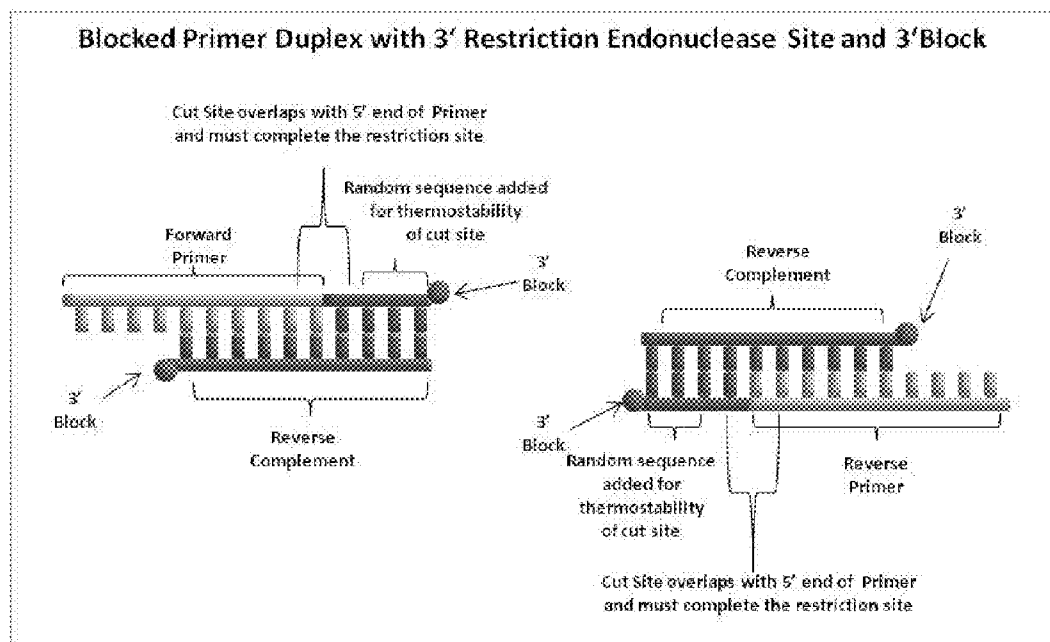 Blocked Primer Duplex with 3' Restriction Endonuclease Site and 3'Block
Cut Site overlaps with 5' end of Primer
and must complete the restriction site
Random sequence added
for thermostability
of cut site
Forward
Primer
3'
Block
3'
Block
Reverse
Complement
Reverse
Complement
3'
Block
3'
Block
Random sequence
added for
thermostability
of cut site
Reverse
Primer
Cut Site overlaps with 5' end of Primer
and must complete the restriction site